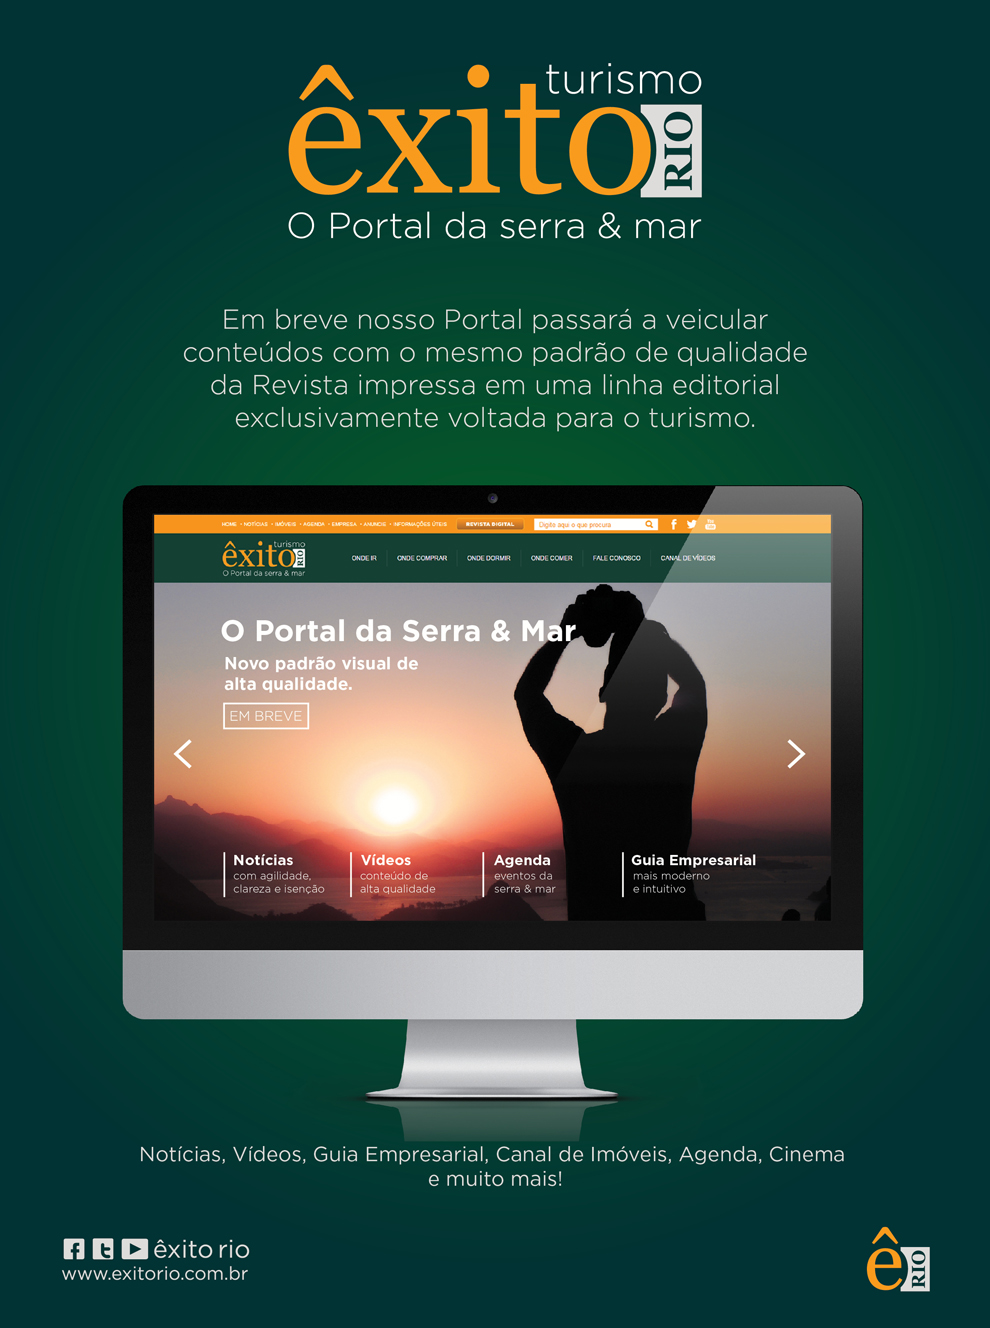 turismo
êxito
RIO
O Portal da serra & mar
Em breve nosso Portal passará a veicular
conteúdos com o mesmo padrão de qualidade
da Revista impressa em uma linha editorial
exclusivamente voltada para o turismo.
HOME • NOTÍCIAS • IMÓVEIS • AGENDA • EMPRESA • ANUNCIE • INFORMAÇÕES ÚTEIS REVISTA DIGITAL Digite aqui o que procura
turismo
êxito
RIO
O Portal da serra & mar
ONDE IR ONDE COMPRAR ONDE DORMIR ONDE COMER FALE CONOSCO CANAL DE VÍDEOS
O Portal da Serra & Mar
Novo padrão visual de
alta qualidade.
EM BREVE
Notícias
com agilidade,
clareza e isenção
Vídeos
conteúdo de
alta qualidade
Agenda
eventos da
serra & mar
Guia Empresarial
mais moderno
e intuitivo
Notícias, Vídeos, Guia Empresarial, Canal de Imóveis, Agenda, Cinema
e muito mais!
êxito rio
www.exitorio.com.br
ê
RIO